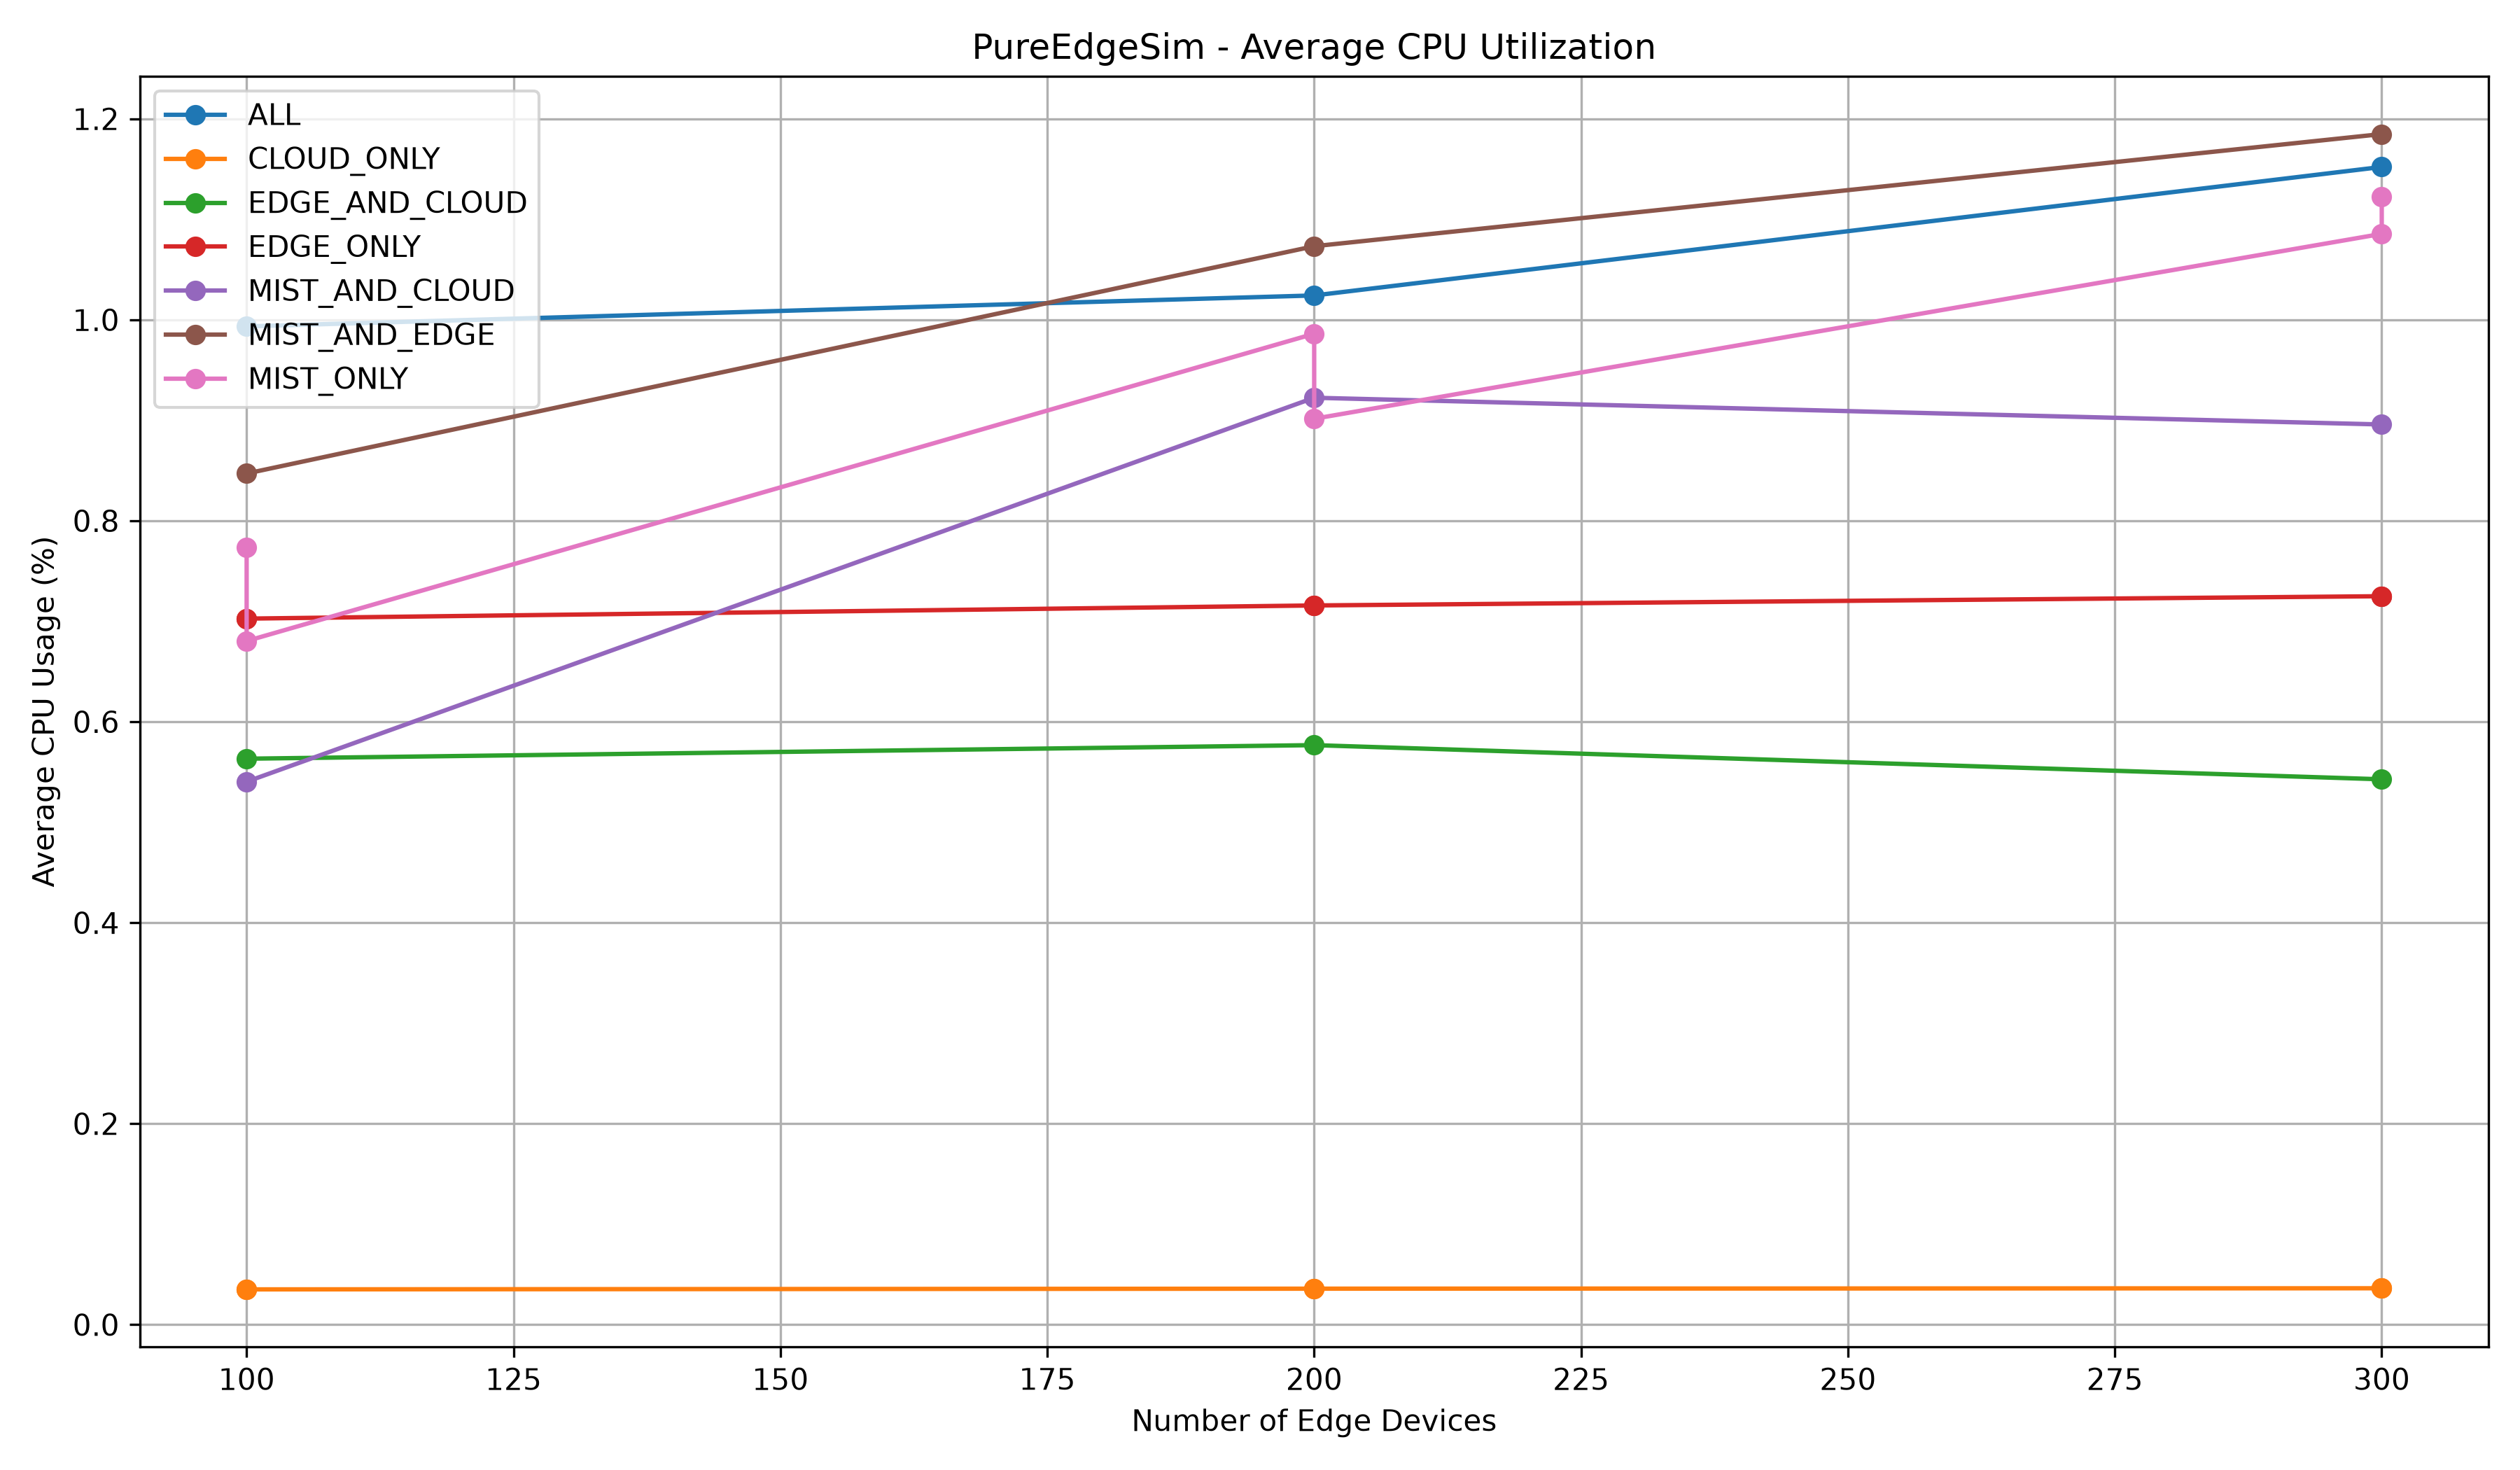 PureEdgeSim - Average CPU Utilization
ALL
CLOUD_ONLY
EDGE_AND_CLOUD
EDGE_ONLY
MIST_AND_CLOUD
MIST_AND_EDGE
MIST_ONLY
Average CPU Usage (%)
1.2
1.0
0.8
0.6
0.4
0.2
0.0
100 125 150 175 200 225 250 275 300
Number of Edge Devices